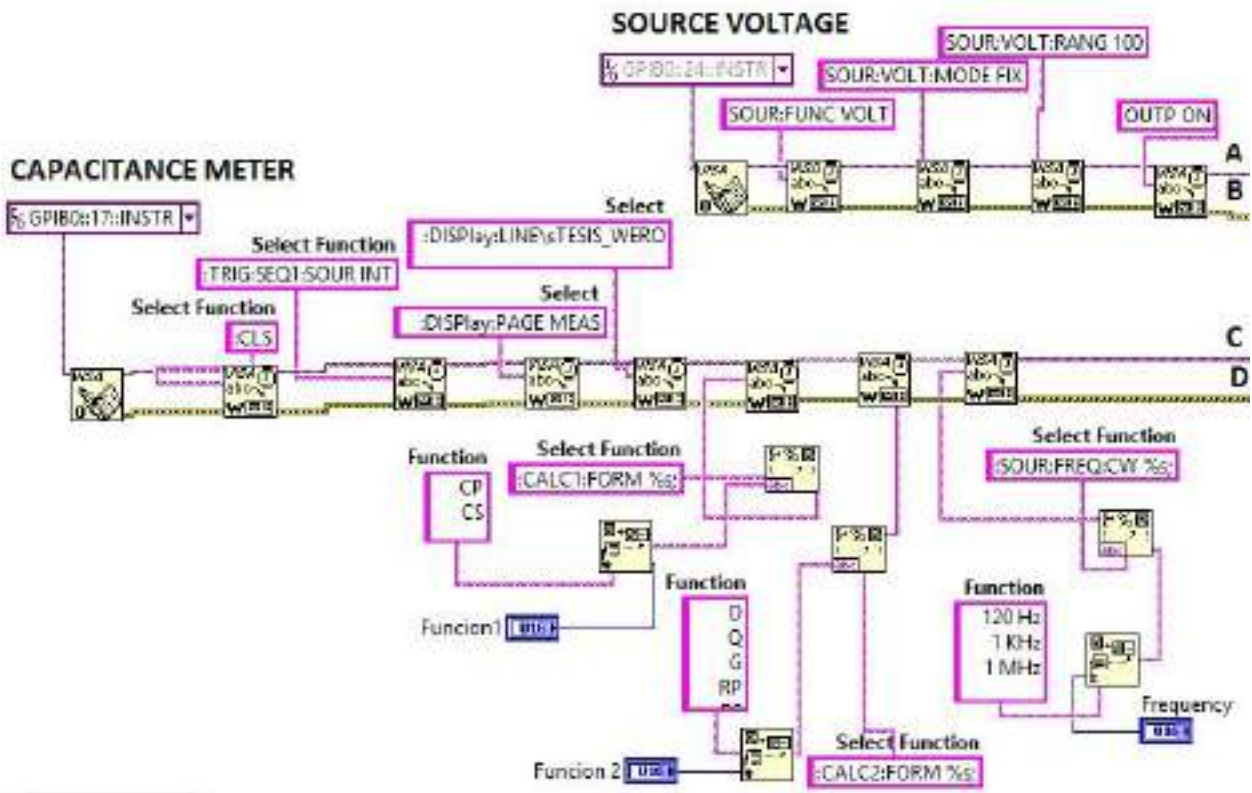 SOURCE VOLTAGE
SOUR:VOLT:RANG 100
GPIB0::24::INSTR
SOUR:VOLT:MODE FIX
SOUR:FUNC VOLT
OUTP ON
A
B
CAPACITANCE METER
GPIB0::17::INSTR
Select
:DISPlay:LINE\sTESIS_WERO
Select Function
:TRIG:SEQ1:SOUR INT
Select
:DISPlay:PAGE MEAS
Select Function
:CLS
C
D
Function
CP
CS
Select Function
:CALC1:FORM %s;
Select Function
:SOUR:FREQ:CW %s;
Funcion1
Function
D
Q
G
RP
Function
120 Hz
1 KHz
1 MHz
Frequency
Funcion 2
Select Function
:CALC2:FORM %s;